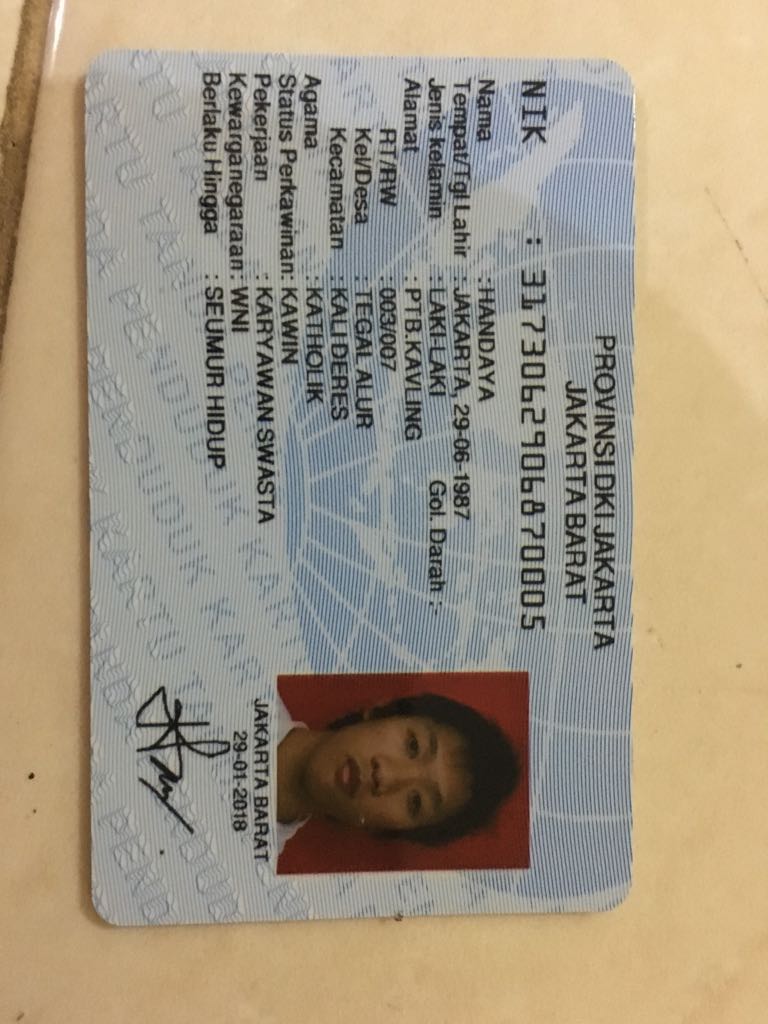 PROVINSI DKI JAKARTA
JAKARTA BARAT
NIK : 3173062906870005
Nama : HANDAYA
Tempat/Tgl Lahir : JAKARTA, 29-06-1987
Jenis kelamin : LAKI-LAKI Gol. Darah :-
Alamat : PTB.KAVLING
RT/RW : 003/007
Kel/Desa : TEGAL ALUR
Kecamatan : KALI DERES
Agama : KATHOLIK
Status Perkawinan: KAWIN
Pekerjaan : KARYAWAN SWASTA
Kewarganegaraan: WNI
Berlaku Hingga : SEUMUR HIDUP
JAKARTA BARAT
29-01-2018